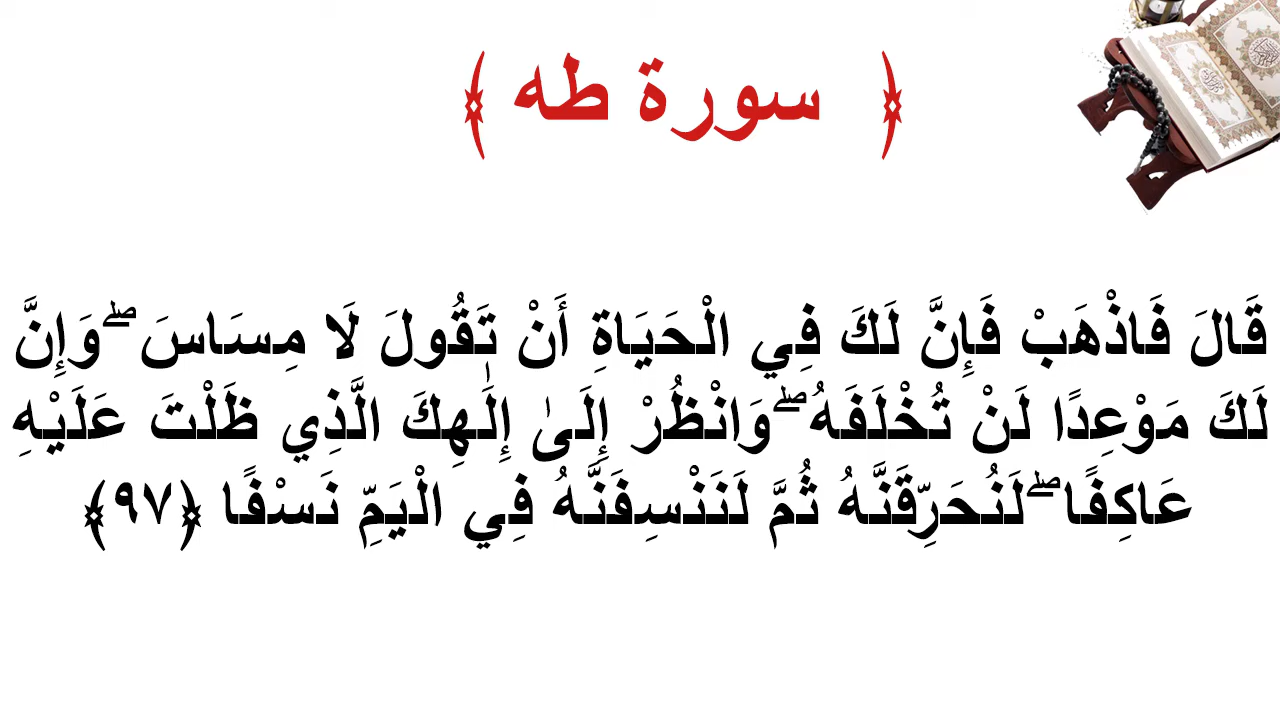 ﴿ سورة طه ﴾
قَالَ فَاذْهَبْ فَإِنَّ لَكَ فِي الْحَيَاةِ أَنْ تَقُولَ لَا مِسَاسَ ۖ وَإِنَّ
لَكَ مَوْعِدًا لَنْ تُخْلَفَهُ ۖ وَانْظُرْ إِلَىٰ إِلَٰهِكَ الَّذِي ظَلْتَ عَلَيْهِ
عَاكِفًا ۖ لَنُحَرِّقَنَّهُ ثُمَّ لَنَنْسِفَنَّهُ فِي الْيَمِّ نَسْفًا ﴿٩٧﴾